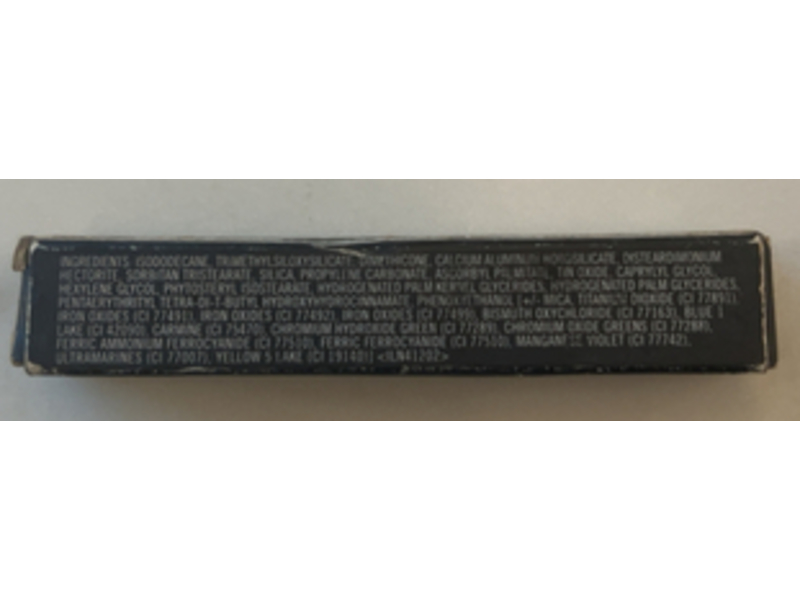 INGREDIENTS: ISODODECANE, TRIMETHYLSILOXYSILICATE, CALCIUM ALUMINUM BOROSILICATE, DISTEARDIMONIUM
HECTORITE, SORBITAN TRISTEARATE, SILICA, PROPYLENE CARBONATE, ASCORBYL PALMITATE, TIN OXIDE, CAPRYLYL GLYCOL,
HEXYLENE GLYCOL, PHYTOSTERYL ISOSTEARATE, HYDROGENATED PALM KERNEL GLYCERIDES, HYDROGENATED PALM GLYCERIDES,
PENTAERYTHRITYL TETRA-DI-T-BUTYL HYDROXYHYDROCINNAMATE, PHENOXYETHANOL [+/- MICA, TITANIUM DIOXIDE (CI 77891),
IRON OXIDES (CI 77491), IRON OXIDES (CI 77492), IRON OXIDES (CI 77499), BISMUTH OXYCHLORIDE (CI 77163), BLUE 1
LAKE (CI 42090), CARMINE (CI 75470), CHROMIUM HYDROXIDE GREEN (CI 77289), CHROMIUM OXIDE GREENS (CI 77288),
FERRIC AMMONIUM FERROCYANIDE (CI 77510), FERRIC FERROCYANIDE (CI 77510), MANGANESE VIOLET (CI 77742),
ULTRAMARINES (CI 77007), YELLOW 5 LAKE (CI 19140)] <ILN41202>